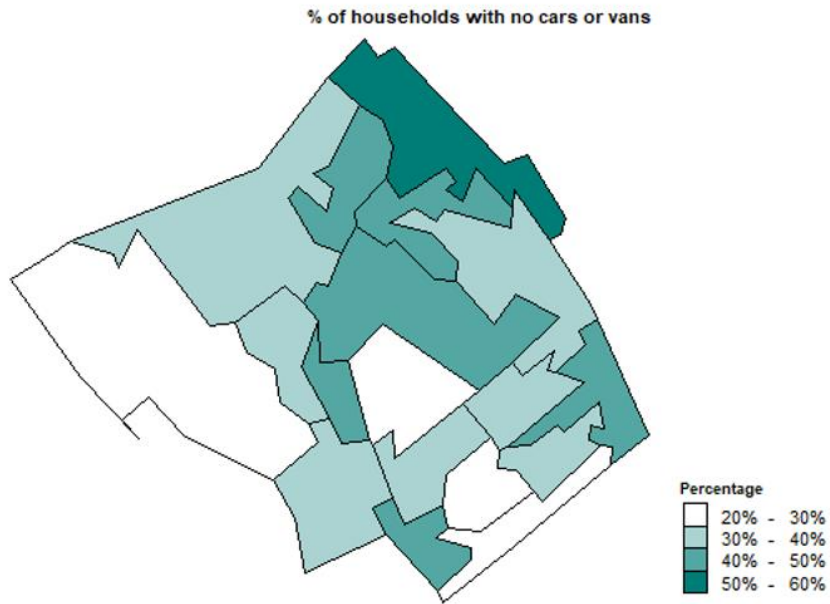 % of households with no cars or vans
Percentage
20% - 30%
30% - 40%
40% - 50%
50% - 60%